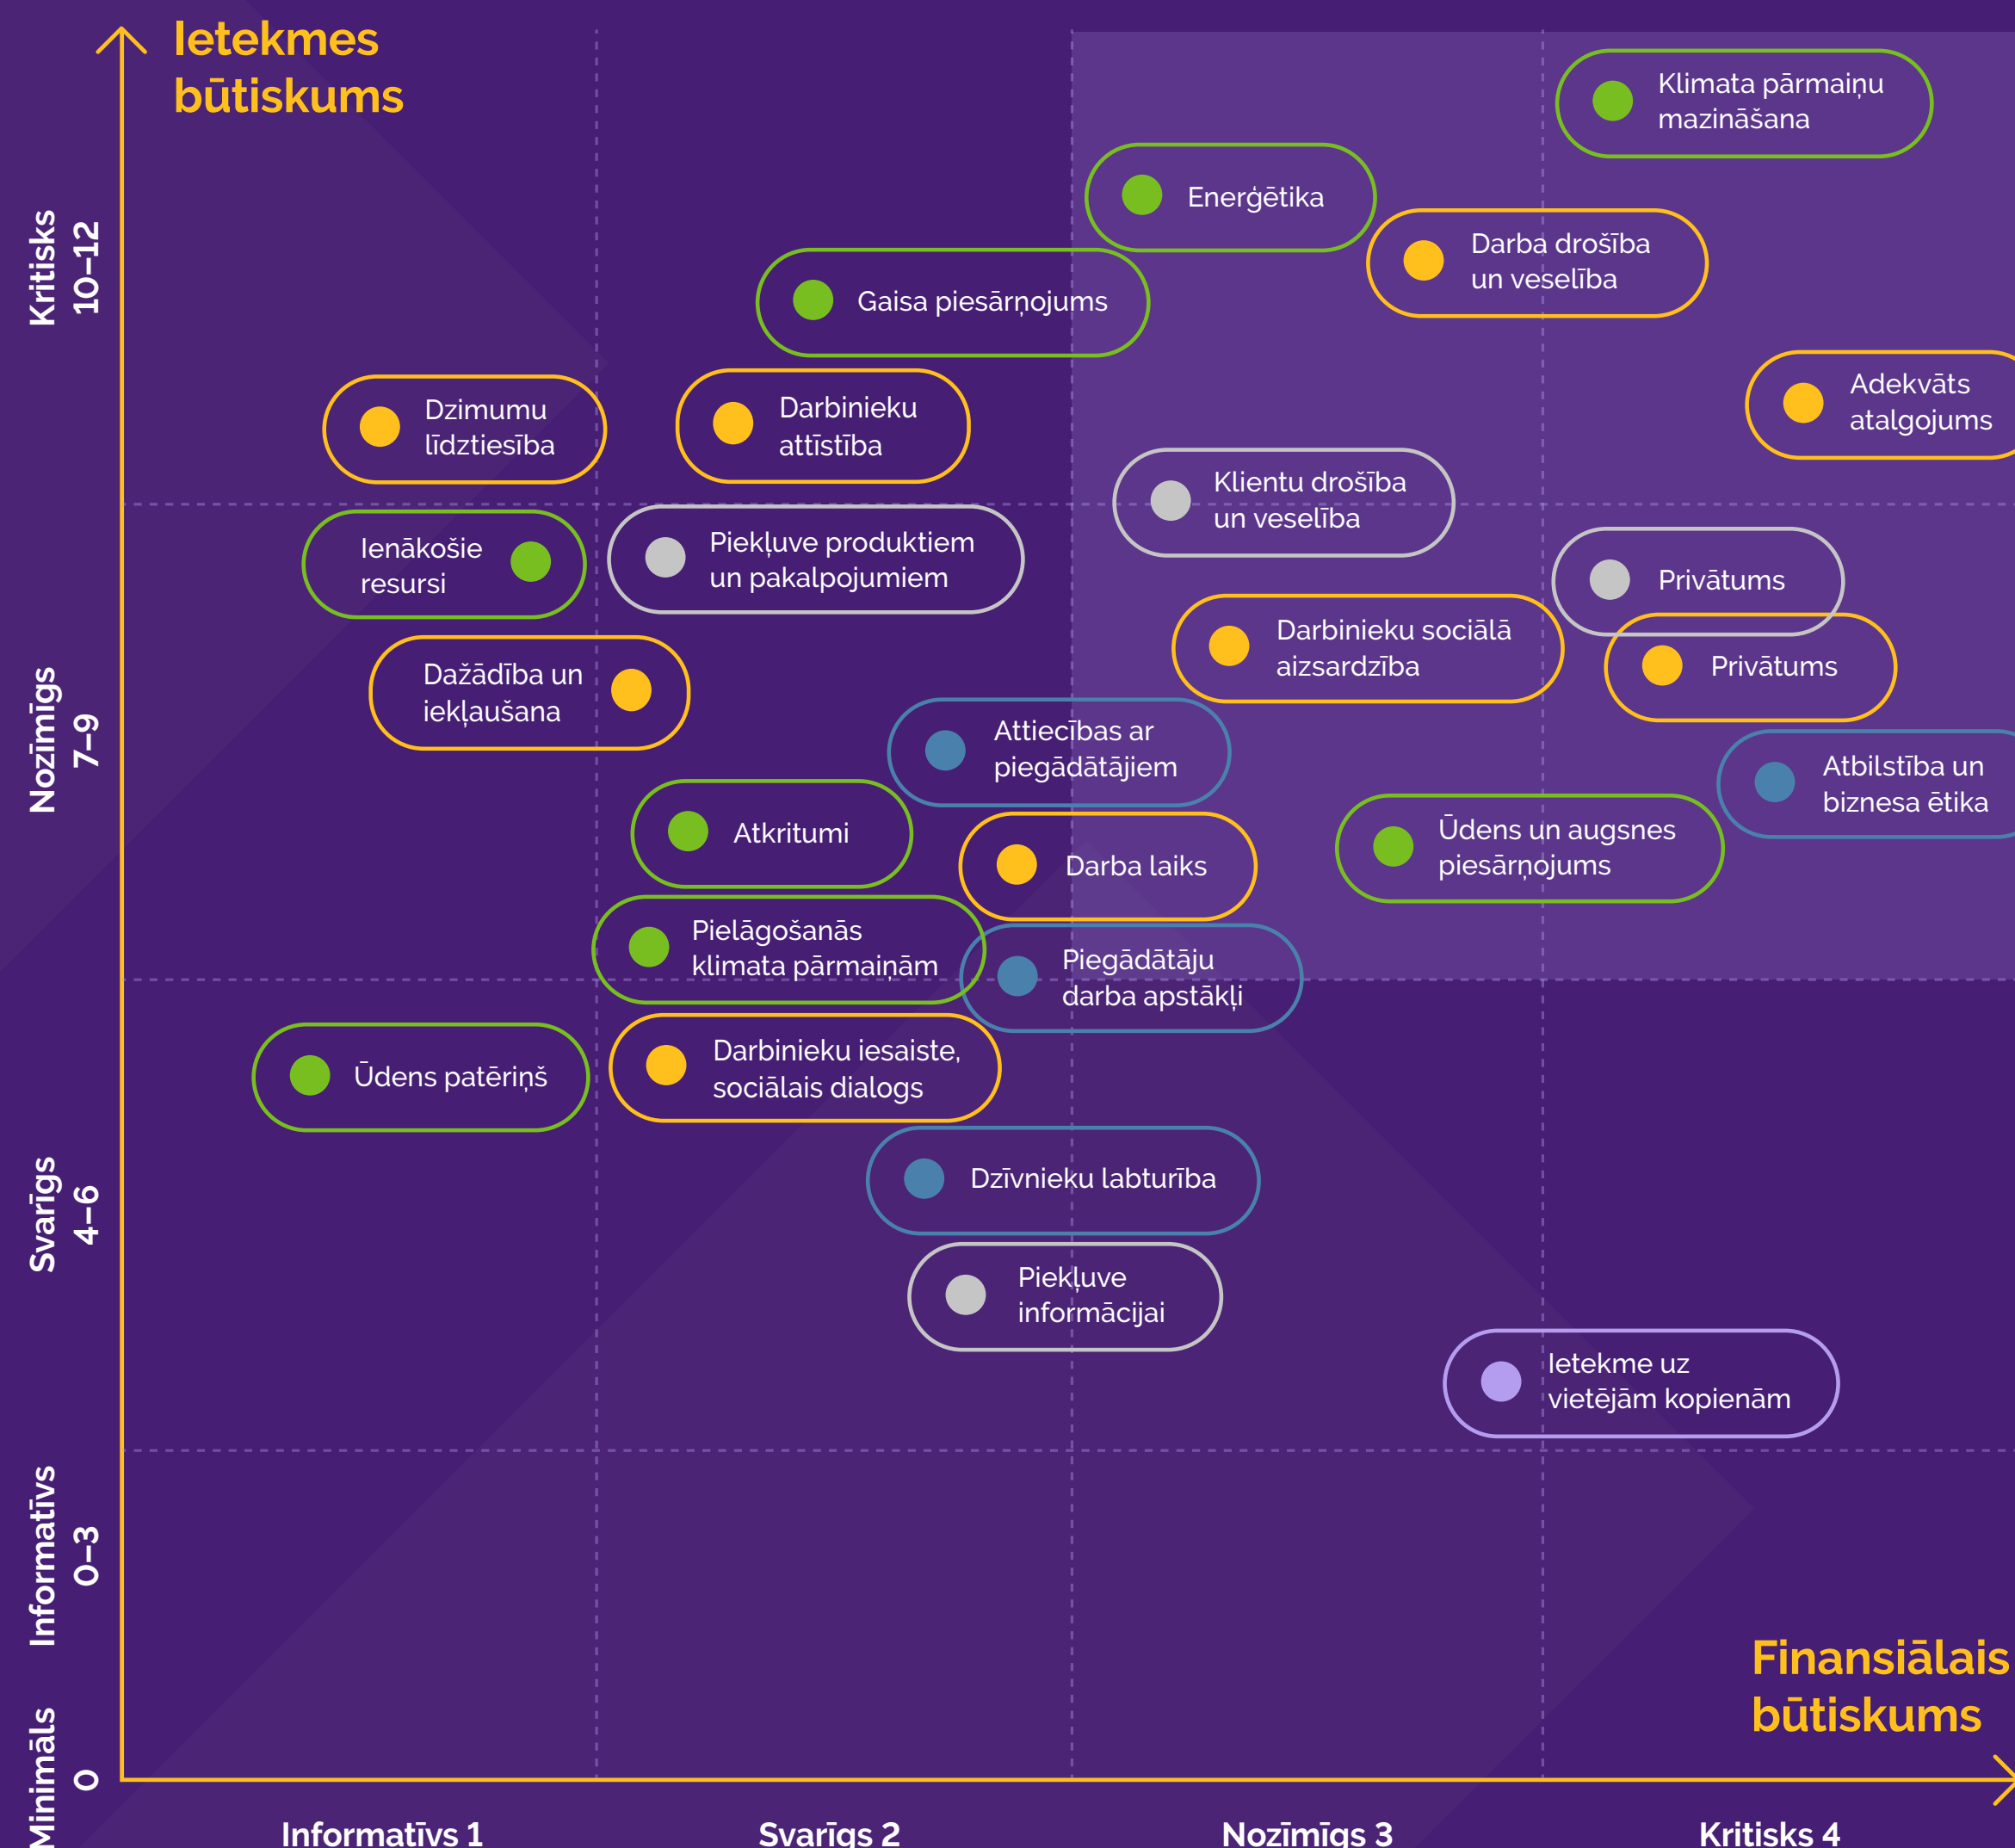 Ietekmes
būtiskums
Klimata pārmaiņu
mazināšana
Enerģētika
Darba drošība
un veselība
Gaisa piesārņojums
Kritisks
10–12
Dzimumu
līdztiesība
Darbinieku
attīstība
Adekvāts
atalgojums
Klientu drošība
un veselība
Ienākošie
resursi
Piekļuve produktiem
un pakalpojumiem
Privātums
Darbinieku sociālā
aizsardzība
Privātums
Dažādība un
iekļaušana
Nozīmīgs
7–9
Attiecības ar
piegādātājiem
Atbilstība un
biznesa ētika
Atkritumi
Darba laiks
Ūdens un augsnes
piesārņojums
Pielāgošanās
klimata pārmaiņām
Piegādātāju
darba apstākļi
Ūdens patēriņš
Darbinieku iesaiste,
sociālais dialogs
Svarīgs
4–6
Dzīvnieku labturība
Piekļuve
informācijai
Ietekme uz
vietējām kopienām
Informatīvs
0–3
Finansiālais
būtiskums
Minimāls
0
Informatīvs 1
Svarīgs 2
Nozīmīgs 3
Kritisks 4